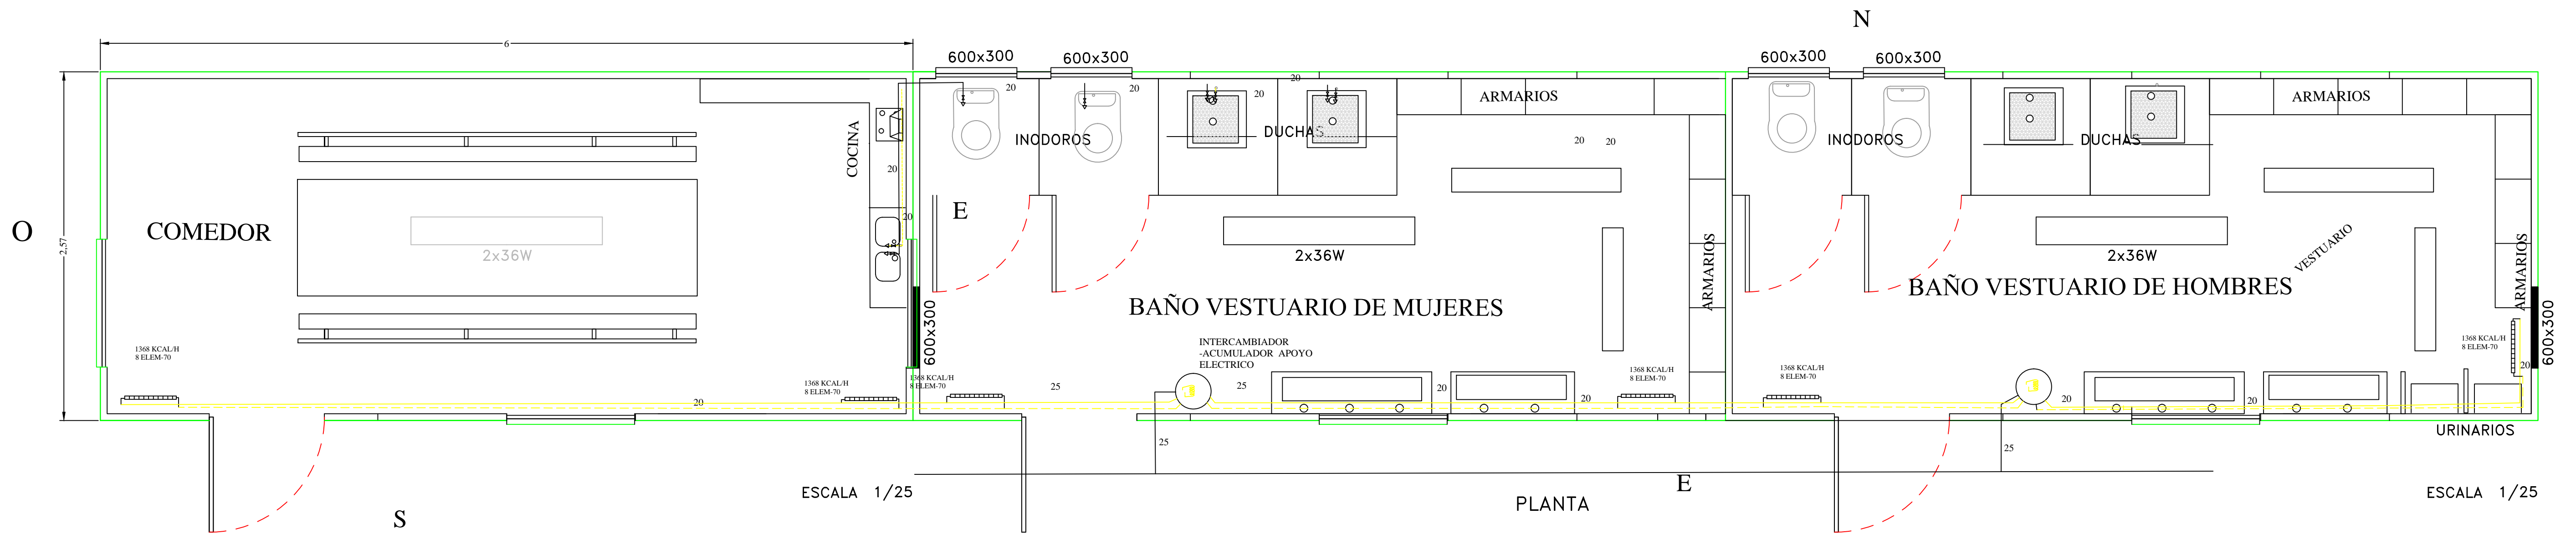 N
6
600x300
600x300
600x300
600x300
20
20
20
20
ARMARIOS
ARMARIOS
COCINA
INODOROS
DUCHAS
20
20
INODOROS
DUCHAS
20
20
O
2,57
COMEDOR
E
2x36W
2x36W
2x36W
VESTUARIO
ARMARIOS
ARMARIOS
BAÑO VESTUARIO DE MUJERES
BAÑO VESTUARIO DE HOMBRES
600x300
600x300
INTERCAMBIADOR
-ACUMULADOR APOYO
ELECTRICO
1368 KCAL/H
8 ELEM-70
1368 KCAL/H
8 ELEM-70
1368 KCAL/H
8 ELEM-70
1368 KCAL/H
8 ELEM-70
1368 KCAL/H
8 ELEM-70
1368 KCAL/H
8 ELEM-70
20
25
25
20
20
20
20
20
25
25
URINARIOS
ESCALA 1/25
E
PLANTA
ESCALA 1/25
S